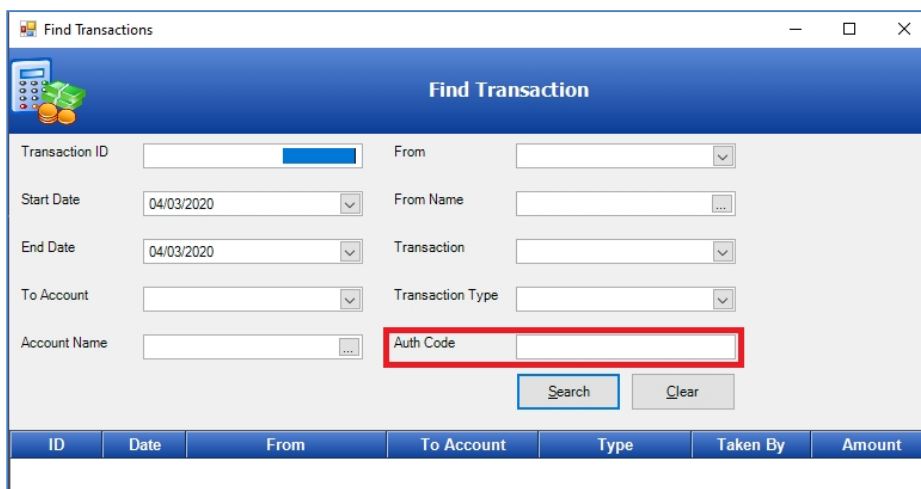 Find Transactions
Find Transaction
Transaction ID
From
Start Date 04/03/2020
From Name ...
End Date 04/03/2020
Transaction
To Account
Transaction Type
Account Name ...
Auth Code
Search Clear
ID Date From To Account Type Taken By Amount